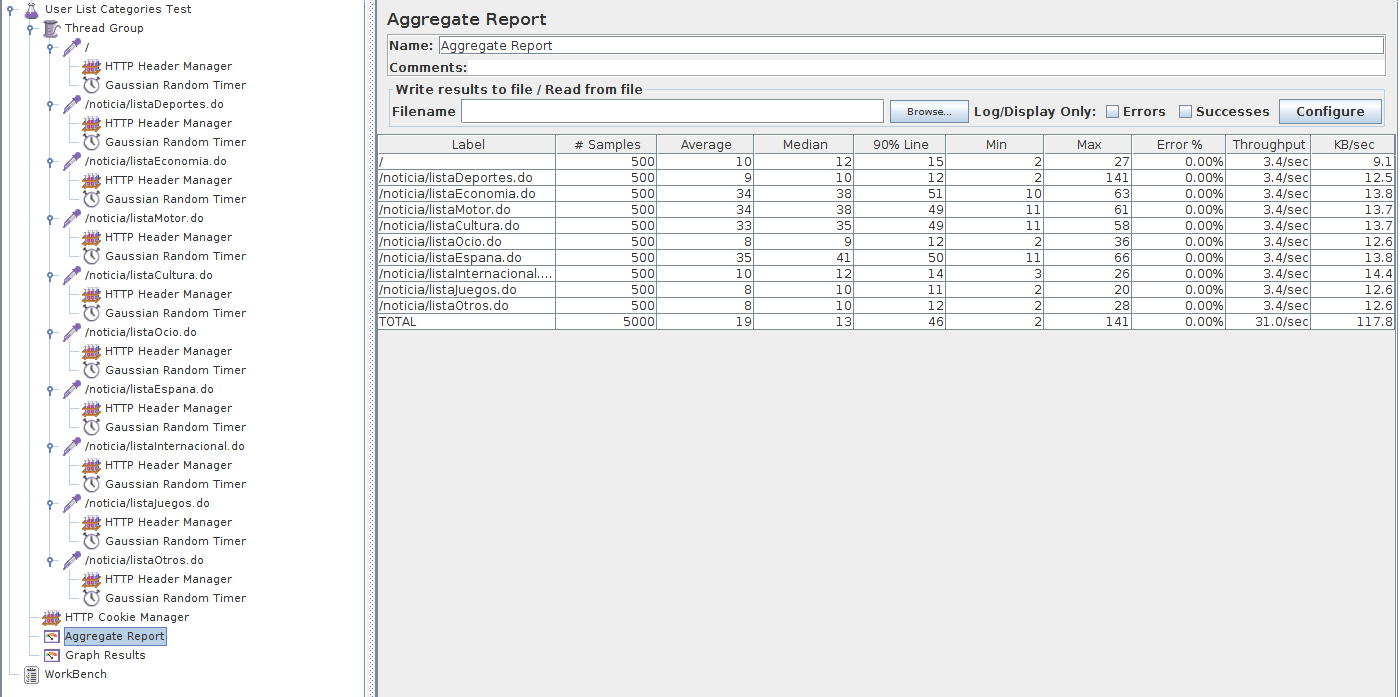 User List Categories Test
Thread Group
/
HTTP Header Manager
Gaussian Random Timer
/noticia/listaDeportes.do
HTTP Header Manager
Gaussian Random Timer
/noticia/listaEconomia.do
HTTP Header Manager
Gaussian Random Timer
/noticia/listaMotor.do
HTTP Header Manager
Gaussian Random Timer
/noticia/listaCultura.do
HTTP Header Manager
Gaussian Random Timer
/noticia/listaOcio.do
HTTP Header Manager
Gaussian Random Timer
/noticia/listaEspana.do
HTTP Header Manager
Gaussian Random Timer
/noticia/listaInternacional.do
HTTP Header Manager
Gaussian Random Timer
/noticia/listaJuegos.do
HTTP Header Manager
Gaussian Random Timer
/noticia/listaOtros.do
HTTP Header Manager
Gaussian Random Timer
HTTP Cookie Manager
Aggregate Report
Graph Results
WorkBench
Aggregate Report
Name: Aggregate Report
Comments:
Write results to file / Read from file
Filename Browse... Log/Display Only: Errors Successes Configure
Label # Samples Average Median 90% Line Min Max Error % Throughput KB/sec
/ 500 10 12 15 2 27 0.00% 3.4/sec 9.1
/noticia/listaDeportes.do 500 9 10 12 2 141 0.00% 3.4/sec 12.5
/noticia/listaEconomia.do 500 34 38 51 10 63 0.00% 3.4/sec 13.8
/noticia/listaMotor.do 500 34 38 49 11 61 0.00% 3.4/sec 13.7
/noticia/listaCultura.do 500 33 35 49 11 58 0.00% 3.4/sec 13.7
/noticia/listaOcio.do 500 8 9 12 2 36 0.00% 3.4/sec 12.6
/noticia/listaEspana.do 500 35 41 50 11 66 0.00% 3.4/sec 13.8
/noticia/listaInternacional.... 500 10 12 14 3 26 0.00% 3.4/sec 14.4
/noticia/listaJuegos.do 500 8 10 11 2 20 0.00% 3.4/sec 12.6
/noticia/listaOtros.do 500 8 10 12 2 28 0.00% 3.4/sec 12.6
TOTAL 5000 19 13 46 2 141 0.00% 31.0/sec 117.8